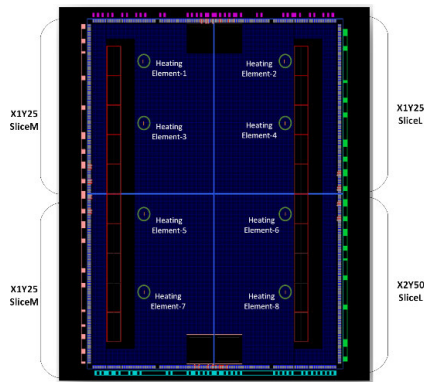 Heating
Element-1
Heating
Element-2
X1Y25
SliceM
X1Y25
SliceL
Heating
Element-3
Heating
Element-4
Heating
Element-5
Heating
Element-6
X1Y25
SliceM
X2Y50
SliceL
Heating
Element-7
Heating
Element-8